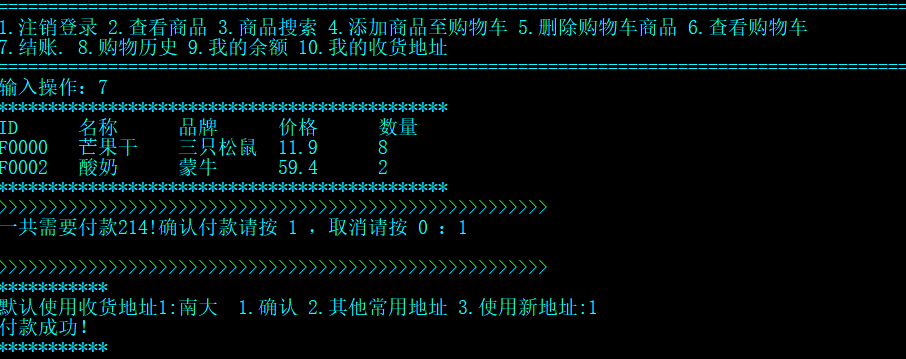 ================================================================================
1.注销登录 2.查看商品 3.商品搜索 4.添加商品至购物车 5.删除购物车商品 6.查看购物车
7.结账. 8.购物历史 9.我的余额 10.我的收货地址
================================================================================
输入操作: 7
*********************************************
ID 名称 品牌 价格 数量
F0000 芒果干 三只松鼠 11.9 8
F0002 酸奶 蒙牛 59.4 2
*********************************************
>>>>>>>>>>>>>>>>>>>>>>>>>>>>>>>>>>>>>>>>>>>>>>>>>>>>>>>
一共需要付款214!确认付款请按 1 ，取消请按 0 : 1
>>>>>>>>>>>>>>>>>>>>>>>>>>>>>>>>>>>>>>>>>>>>>>>>>>>>>>>
***********
默认使用收货地址1:南大 1.确认 2.其他常用地址 3.使用新地址:1
付款成功!
***********